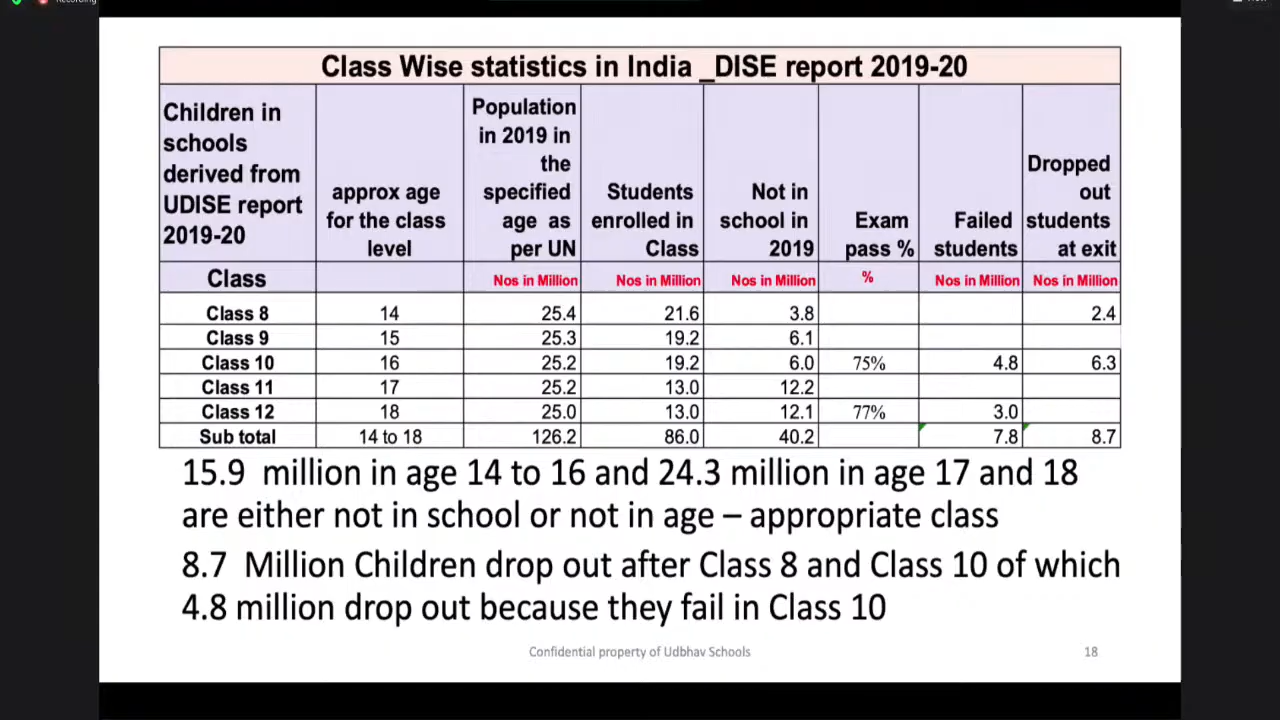 Recording
Class Wise statistics in India _DISE report 2019-20
Children in schools derived from UDISE report 2019-20 approx age for the class level Population in 2019 in the specified age as per UN Students enrolled in Class Not in school in 2019 Exam pass % Failed students Dropped out students at exit
Class Nos in Million Nos in Million Nos in Million % Nos in Million Nos in Million
Class 8 14 25.4 21.6 3.8 2.4
Class 9 15 25.3 19.2 6.1
Class 10 16 25.2 19.2 6.0 75% 4.8 6.3
Class 11 17 25.2 13.0 12.2
Class 12 18 25.0 13.0 12.1 77% 3.0
Sub total 14 to 18 126.2 86.0 40.2 7.8 8.7
15.9 million in age 14 to 16 and 24.3 million in age 17 and 18
are either not in school or not in age – appropriate class
8.7 Million Children drop out after Class 8 and Class 10 of which
4.8 million drop out because they fail in Class 10
Confidential property of Udbhav Schools 18